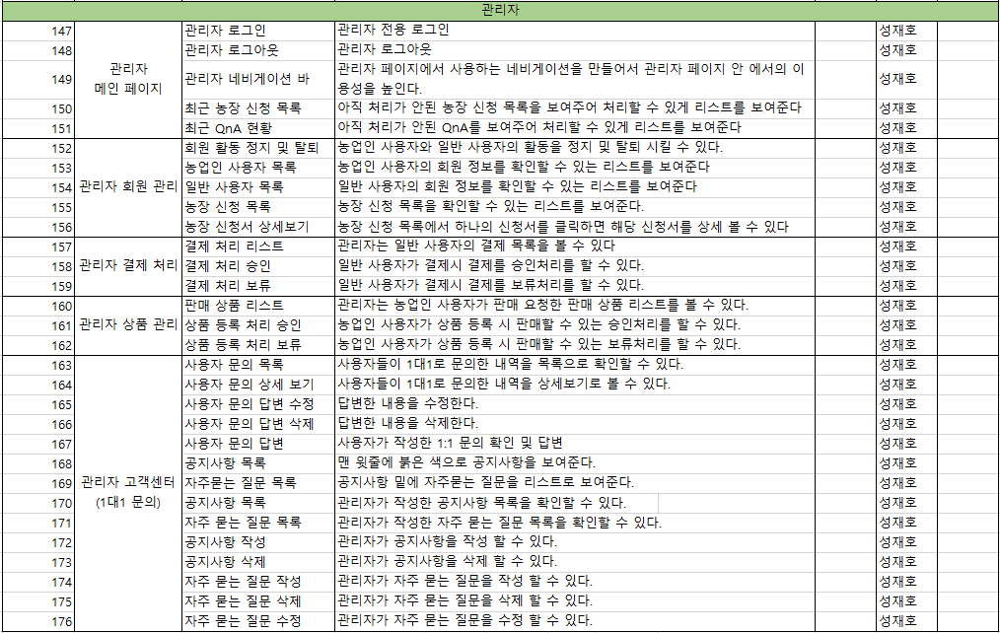 관리자
147 관리자 로그인 관리자 전용 로그인 성재호
148 관리자 로그아웃 관리자 로그아웃 성재호
관리자
메인 페이지
149 관리자 네비게이션 바 관리자 페이지에서 사용하는 네비게이션을 만들어서 관리자 페이지 안 에서의 이
용성을 높인다. 성재호
150 최근 농장 신청 목록 아직 처리가 안된 농장 신청 목록을 보여주어 처리할 수 있게 리스트를 보여준다 성재호
151 최근 QnA 현황 아직 처리가 안된 QnA를 보여주어 처리할 수 있게 리스트를 보여준다 성재호
152 회원 활동 정지 및 탈퇴 농업인 사용자와 일반 사용자의 활동을 정지 및 탈퇴 시킬 수 있다. 성재호
153 농업인 사용자 목록 농업인 사용자의 회원 정보를 확인할 수 있는 리스트를 보여준다 성재호
154 관리자 회원 관리 일반 사용자 목록 일반 사용자의 회원 정보를 확인할 수 있는 리스트를 보여준다 성재호
155 농장 신청 목록 농장 신청 목록을 확인할 수 있는 리스트를 보여준다. 성재호
156 농장 신청서 상세보기 농장 신청 목록에서 하나의 신청서를 클릭하면 해당 신청서를 상세 볼 수 있다 성재호
157 결제 처리 리스트 관리자는 일반 사용자의 결제 목록을 볼 수 있다 성재호
158 관리자 결제 처리 결제 처리 승인 일반 사용자가 결제시 결제를 승인처리를 할 수 있다. 성재호
159 결제 처리 보류 일반 사용자가 결제시 결제를 보류처리를 할 수 있다. 성재호
160 판매 상품 리스트 관리자는 농업인 사용자가 판매 요청한 판매 상품 리스트를 볼 수 있다. 성재호
161 관리자 상품 관리 상품 등록 처리 승인 농업인 사용자가 상품 등록 시 판매할 수 있는 승인처리를 할 수 있다. 성재호
162 상품 등록 처리 보류 농업인 사용자가 상품 등록 시 판매할 수 있는 보류처리를 할 수 있다. 성재호
163 사용자 문의 목록 사용자들이 1대1로 문의한 내역을 목록으로 확인할 수 있다. 성재호
164 사용자 문의 상세 보기 사용자들이 1대1로 문의한 내역을 상세보기로 볼 수 있다. 성재호
165 사용자 문의 답변 수정 답변한 내용을 수정한다. 성재호
166 사용자 문의 답변 삭제 답변한 내용을 삭제한다. 성재호
167 사용자 문의 답변 사용자가 작성한 1:1 문의 확인 및 답변 성재호
168 공지사항 목록 맨 윗줄에 붉은 색으로 공지사항을 보여준다. 성재호
169 관리자 고객센터 자주묻는 질문 목록 공지사항 밑에 자주묻는 질문을 리스트로 보여준다. 성재호
170 (1대1 문의) 공지사항 목록 관리자가 작성한 공지사항 목록을 확인할 수 있다. 성재호
171 자주 묻는 질문 목록 관리자가 작성한 자주 묻는 질문 목록을 확인할 수 있다. 성재호
172 공지사항 작성 관리자가 공지사항을 작성 할 수 있다. 성재호
173 공지사항 삭제 관리자가 공지사항을 삭제 할 수 있다. 성재호
174 자주 묻는 질문 작성 관리자가 자주 묻는 질문을 작성 할 수 있다. 성재호
175 자주 묻는 질문 삭제 관리자가 자주 묻는 질문을 삭제 할 수 있다. 성재호
176 자주 묻는 질문 수정 관리자가 자주 묻는 질문을 수정 할 수 있다. 성재호